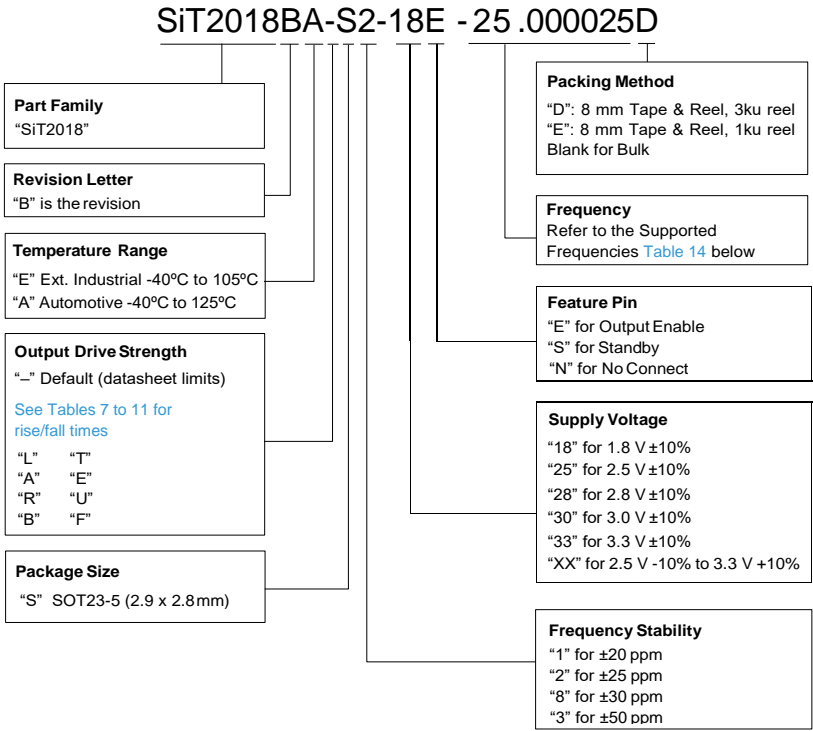 SiT2018BA-S2-18E -25.000025D
Part Family
“SiT2018”
Revision Letter
“B” is the revision
Temperature Range
“E” Ext. Industrial -40ºC to 105ºC
“A” Automotive -40ºC to 125ºC
Output Drive Strength
“–” Default (datasheet limits)
See Tables 7 to 11 for
rise/fall times
“L” “T”
“A” “E”
“R” “U”
“B” “F”
Package Size
“S” SOT23-5 (2.9 x 2.8 mm)
Packing Method
“D”: 8 mm Tape & Reel, 3ku reel
“E”: 8 mm Tape & Reel, 1ku reel
Blank for Bulk
Frequency
Refer to the Supported
Frequencies Table 14 below
Feature Pin
“E” for Output Enable
“S” for Standby
“N” for No Connect
Supply Voltage
“18” for 1.8 V ±10%
“25” for 2.5 V ±10%
“28” for 2.8 V ±10%
“30” for 3.0 V ±10%
“33” for 3.3 V ±10%
“XX” for 2.5 V -10% to 3.3 V +10%
Frequency Stability
“1” for ±20 ppm
“2” for ±25 ppm
“8” for ±30 ppm
“3” for ±50 ppm